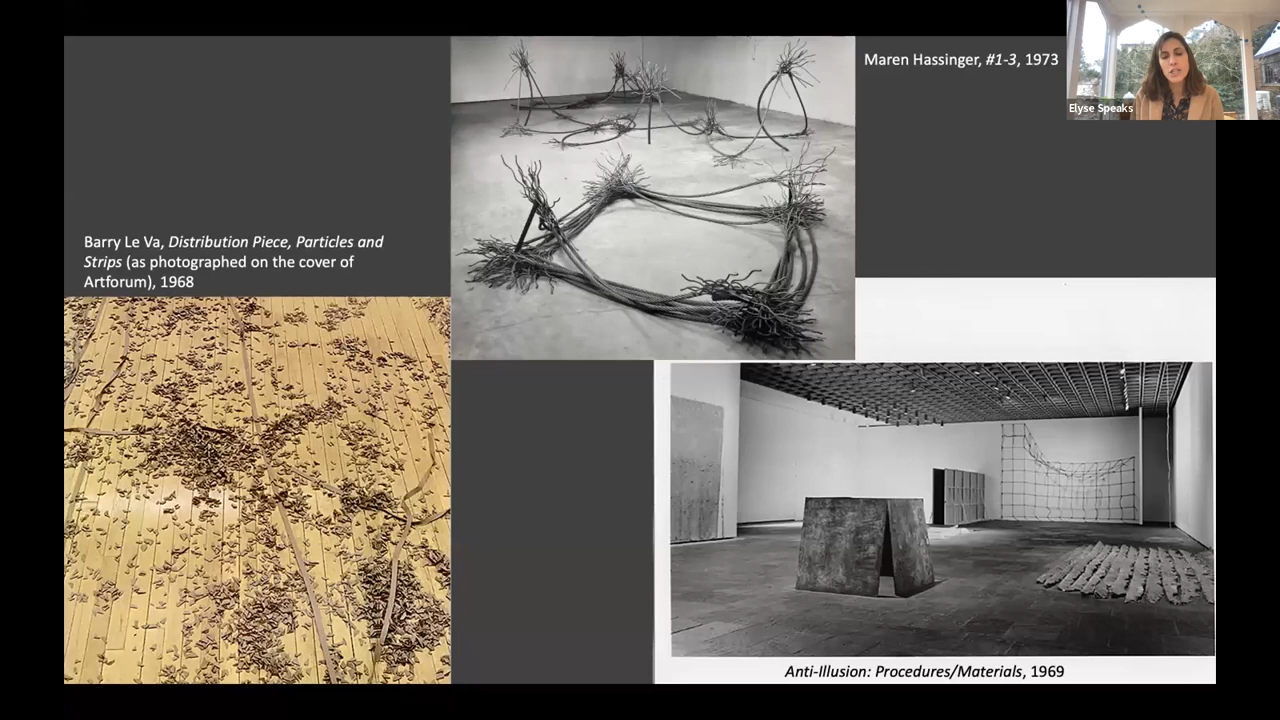 Maren Hassinger, #1-3, 1973
Elyse Speaks
Barry Le Va, Distribution Piece, Particles and
Strips (as photographed on the cover of
Artforum), 1968
Anti-Illusion: Procedures/Materials, 1969